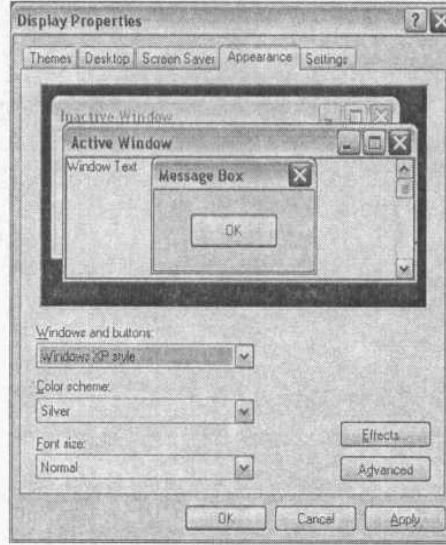 Display Properties
Themes Desktop Screen Saver Appearance Settings
Inactive Window
Active Window
Window Text
Message Box
OK
Windows and buttons:
Windows XP style
Color scheme:
Silver
Effects...
Font size:
Normal
Advanced
OK Cancel Apply